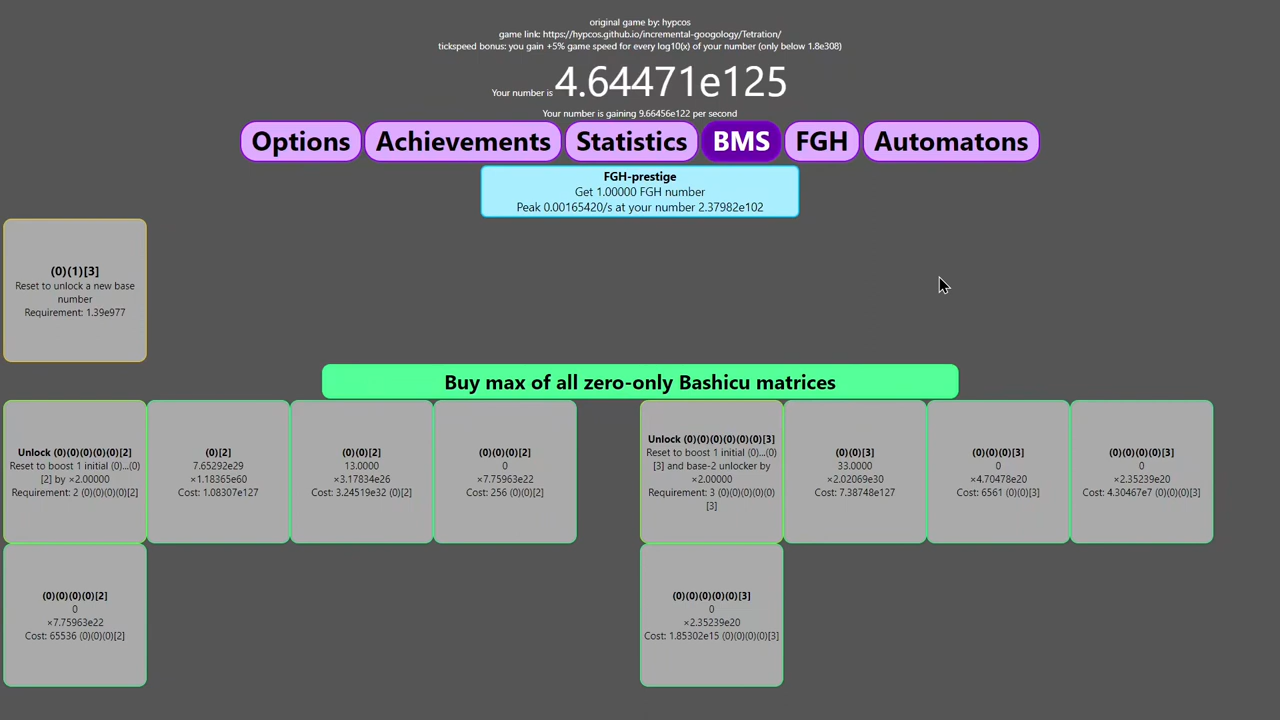 original game by: hypcos
game link: https://hypcos.github.io/incremental-googology/Tetration/
tickspeed bonus: you gain +5% game speed for every log10(x) of your number (only below 1.8e308)
Your number is 4.64471e125
Your number is gaining 9.66456e122 per second
Options Achievements Statistics BMS FGH Automatons
FGH-prestige
Get 1.00000 FGH number
Peak 0.00165420/s at your number 2.37982e102
(0)(1)[3]
Reset to unlock a new base
number
Requirement: 1.39e977
Buy max of all zero-only Bashicu matrices
Unlock (0)(0)(0)(0)(0)[2]
Reset to boost 1 initial (0)...(0)
[2] by ×2.00000
Requirement: 2 (0)(0)(0)(0)[2]
(0)[2]
7.65292e29
×1.18365e60
Cost: 1.08307e127
(0)(0)[2]
13.0000
×3.17834e26
Cost: 3.24519e32 (0)[2]
(0)(0)(0)[2]
0
×7.75963e22
Cost: 256 (0)(0)[2]
Unlock (0)(0)(0)(0)(0)(0)[3]
Reset to boost 1 initial (0)...(0)
[3] and base-2 unlocker by
×2.00000
Requirement: 3 (0)(0)(0)(0)(0)
[3]
(0)(0)[3]
33.0000
×2.02069e30
Cost: 7.38748e127
(0)(0)(0)[3]
0
×4.70478e20
Cost: 6561 (0)(0)[3]
(0)(0)(0)(0)[3]
0
×2.35239e20
Cost: 4.30467e7 (0)(0)(0)[3]
(0)(0)(0)(0)[2]
0
×7.75963e22
Cost: 65536 (0)(0)(0)[2]
(0)(0)(0)(0)(0)[3]
0
×2.35239e20
Cost: 1.85302e15 (0)(0)(0)(0)[3]